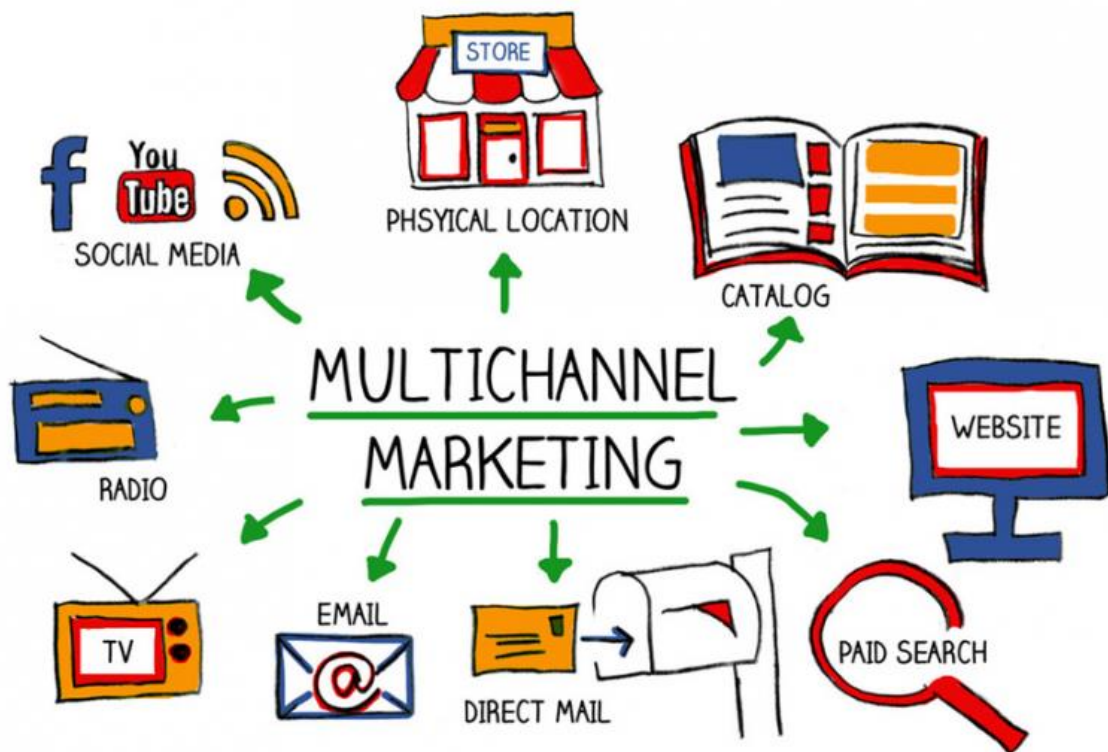 STORE
PHSYICAL LOCATION
f
You
Tube
SOCIAL MEDIA
CATALOG
MULTICHANNEL
MARKETING
WEBSITE
RADIO
TV
EMAIL
@
DIRECT MAIL
PAID SEARCH